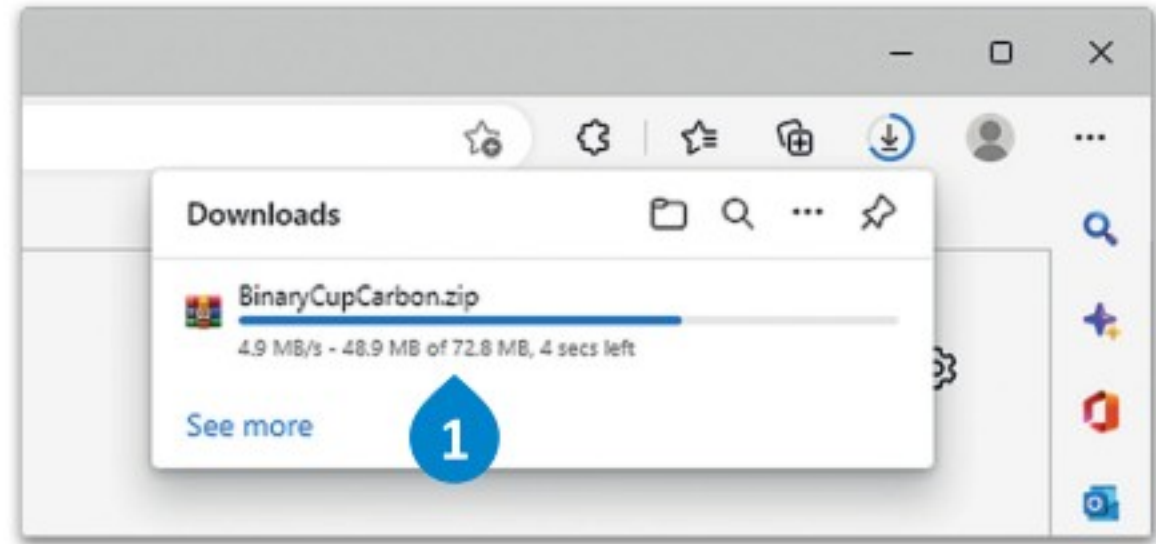 Downloads
BinaryCupCarbon.zip
4.9 MB/s - 48.9 MB of 72.8 MB, 4 secs left
See more
1